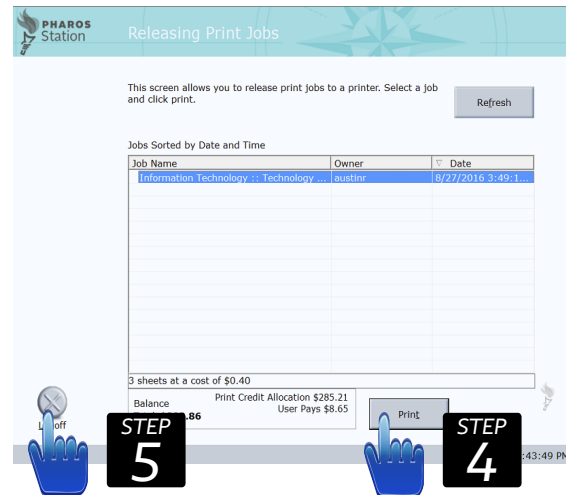 PHAROS
Station
Releasing Print Jobs
This screen allows you to release print jobs to a printer. Select a job
and click print.
Refresh
Jobs Sorted by Date and Time
Job Name Owner Date
Information Technology :: Technology ... austinr 8/27/2016 3:49:1...
3 sheets at a cost of $0.40
Balance Print Credit Allocation $285.21
User Pays $8.65
.86
Print
off
STEP
5
STEP
4
:43:49 PM